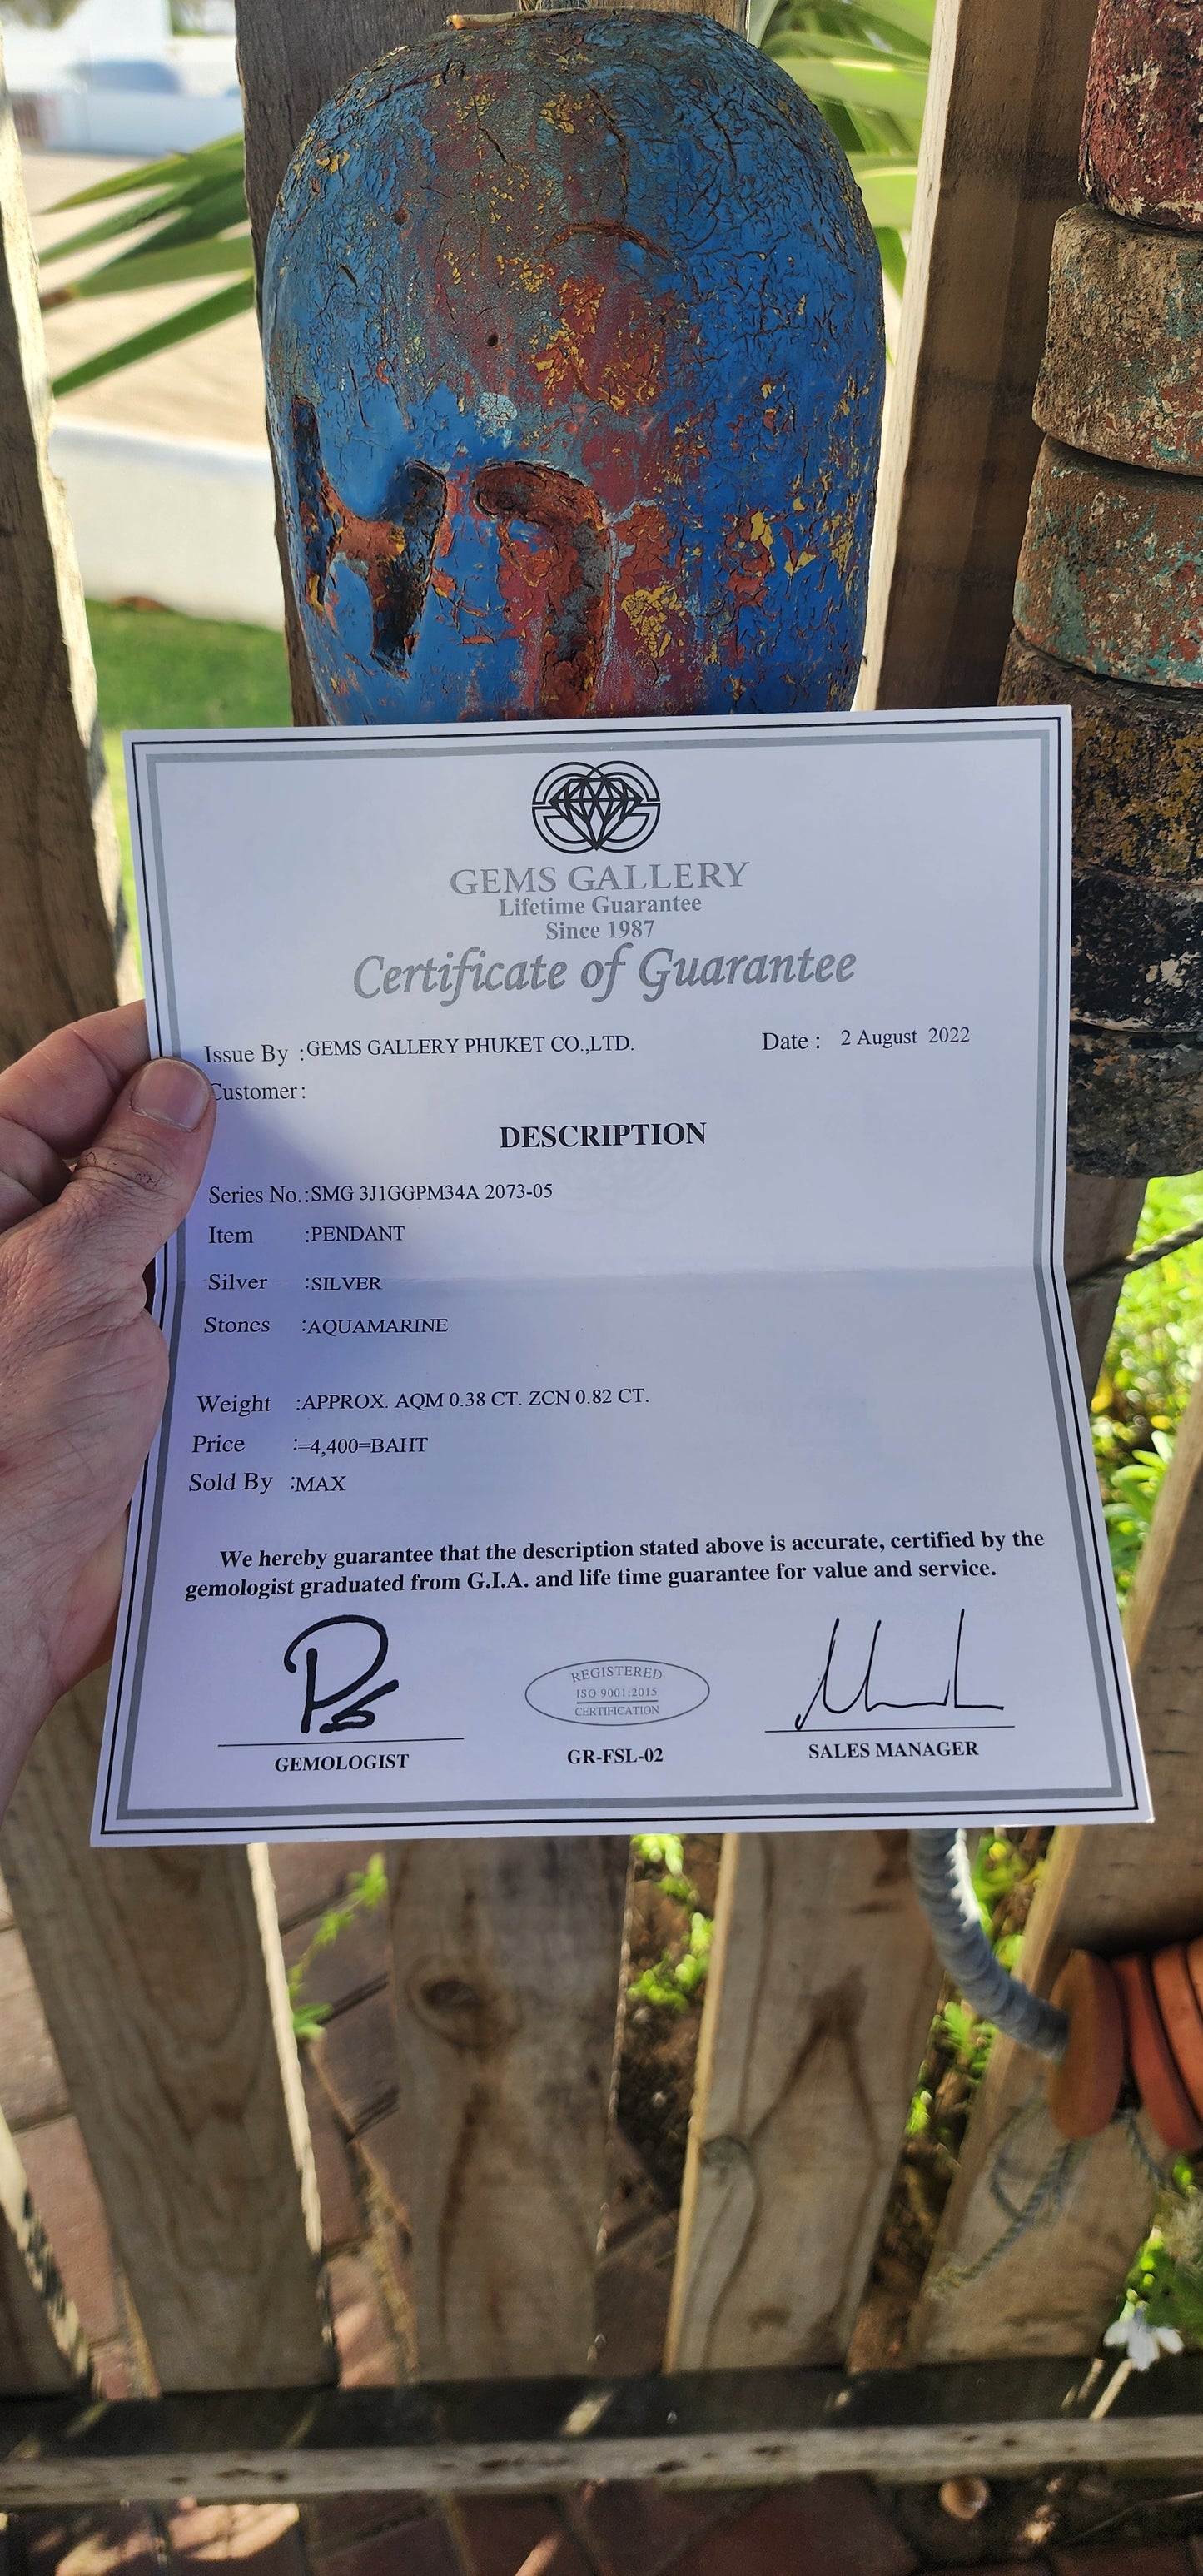 GEMS GALLERY
Lifetime Guarantee
Since 1987
Certificate of Guarantee
Issue By :GEMS GALLERY PHUKET CO.,LTD. Date : 2 August 2022
Customer:
DESCRIPTION
Series No.:SMG 3J1GGPM34A 2073-05
Item :PENDANT
Silver :SILVER
Stones :AQUAMARINE
Weight :APPROX. AQM 0.38 CT. ZCN 0.82 CT.
Price :=4,400=BAHT
Sold By :MAX
We hereby guarantee that the description stated above is accurate, certified by the
gemologist graduated from G.I.A. and life time guarantee for value and service.
REGISTERED
ISO 9001:2015
CERTIFICATION
GEMOLOGIST GR-FSL-02 SALES MANAGER